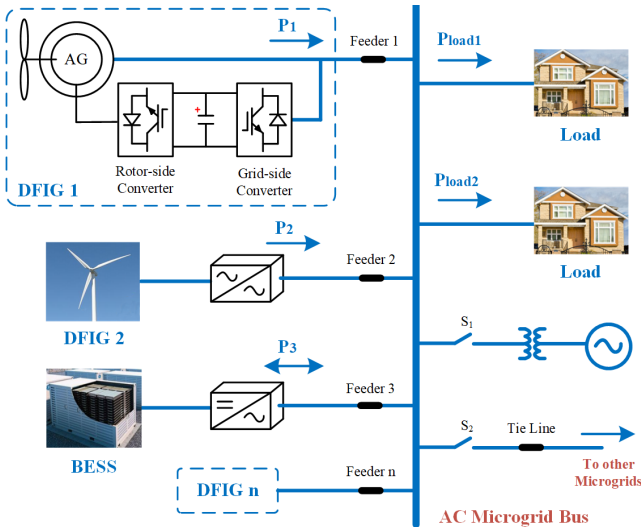 P1
Feeder 1
AG
+
Rotor-side
Converter
Grid-side
Converter
DFIG 1
Pload1
Load
Pload2
Load
P2
Feeder 2
DFIG 2
P3
Feeder 3
BESS
DFIG n
Feeder n
S1
S2
Tie Line
To other
Microgrids
AC Microgrid Bus